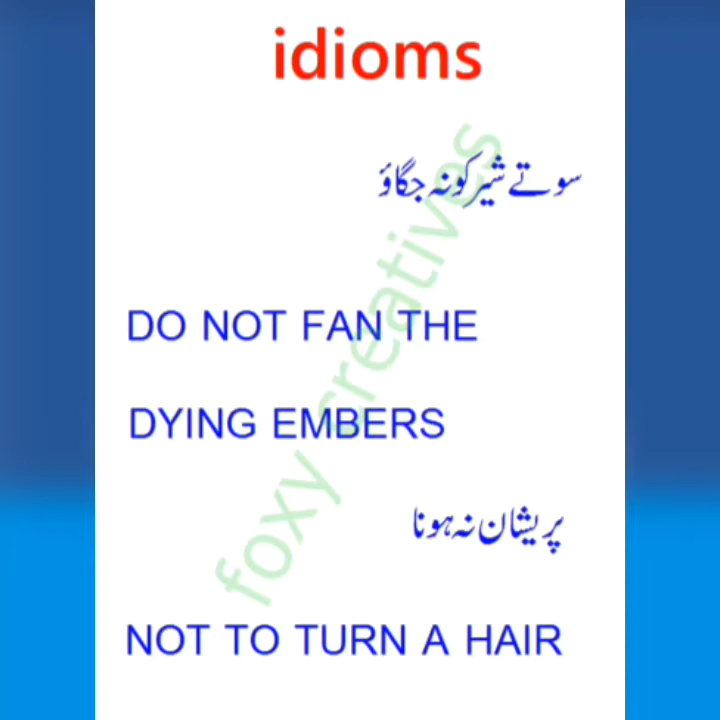 idioms
سوتے شیر کو نہ جگاؤ
DO NOT FAN THE
DYING EMBERS
پریشان نہ ہونا
NOT TO TURN A HAIR
foxy creatives